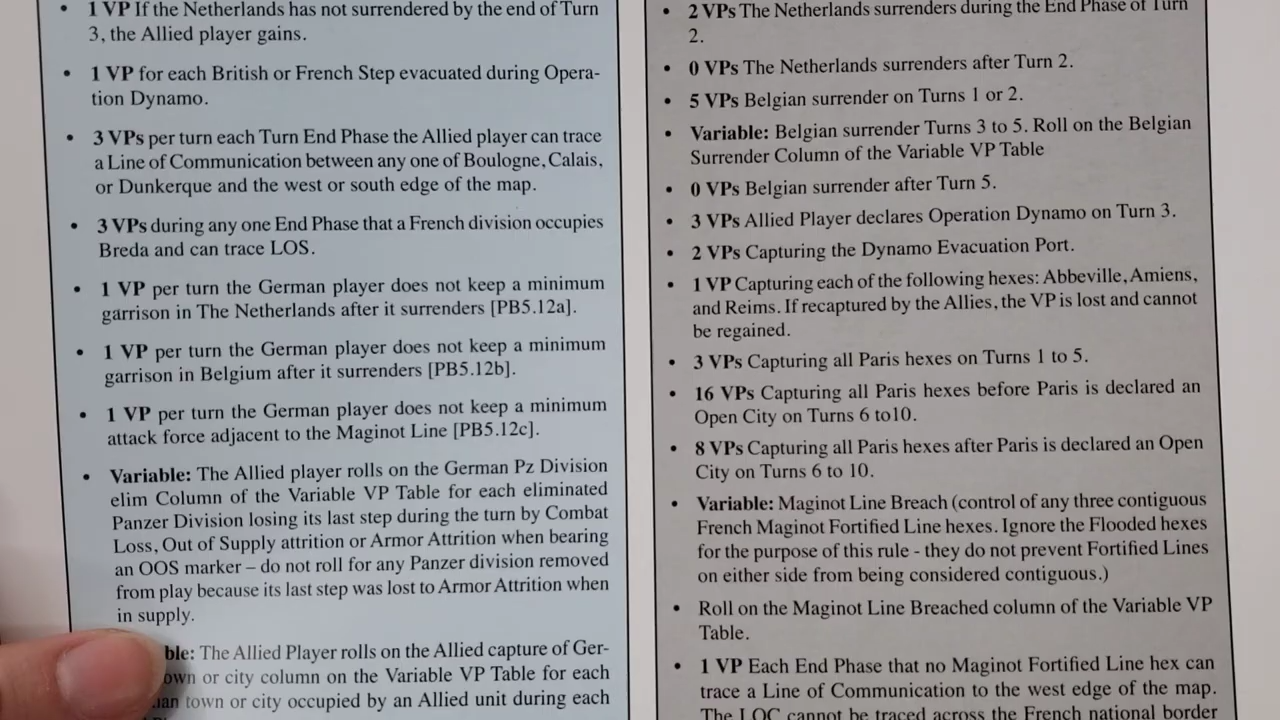 • 1 VP If the Netherlands has not surrendered by the end of Turn
3, the Allied player gains.
• 1 VP for each British or French Step evacuated during Opera-
tion Dynamo.
• 3 VPs per turn each Turn End Phase the Allied player can trace
a Line of Communication between any one of Boulogne, Calais,
or Dunkerque and the west or south edge of the map.
• 3 VPs during any one End Phase that a French division occupies
Breda and can trace LOS.
• 1 VP per turn the German player does not keep a minimum
garrison in The Netherlands after it surrenders [PB5.12a].
• 1 VP per turn the German player does not keep a minimum
garrison in Belgium after it surrenders [PB5.12b].
• 1 VP per turn the German player does not keep a minimum
attack force adjacent to the Maginot Line [PB5.12c].
• Variable: The Allied player rolls on the German Pz Division
elim Column of the Variable VP Table for each eliminated
Panzer Division losing its last step during the turn by Combat
Loss, Out of Supply attrition or Armor Attrition when bearing
an OOS marker – do not roll for any Panzer division removed
from play because its last step was lost to Armor Attrition when
in supply.
The Allied Player rolls on the Allied capture of Ger-
or city column on the Variable VP Table for each
town or city occupied by an Allied unit during each
• 2 VPs The Netherlands surrenders during the End Phase of Turn
2.
• 0 VPs The Netherlands surrenders after Turn 2.
• 5 VPs Belgian surrender on Turns 1 or 2.
• Variable: Belgian surrender Turns 3 to 5. Roll on the Belgian
Surrender Column of the Variable VP Table
• 0 VPs Belgian surrender after Turn 5.
• 3 VPs Allied Player declares Operation Dynamo on Turn 3.
• 2 VPs Capturing the Dynamo Evacuation Port.
• 1 VP Capturing each of the following hexes: Abbeville, Amiens,
and Reims. If recaptured by the Allies, the VP is lost and cannot
be regained.
• 3 VPs Capturing all Paris hexes on Turns 1 to 5.
• 16 VPs Capturing all Paris hexes before Paris is declared an
Open City on Turns 6 to10.
• 8 VPs Capturing all Paris hexes after Paris is declared an Open
City on Turns 6 to 10.
• Variable: Maginot Line Breach (control of any three contiguous
French Maginot Fortified Line hexes. Ignore the Flooded hexes
for the purpose of this rule - they do not prevent Fortified Lines
on either side from being considered contiguous.)
• Roll on the Maginot Line Breached column of the Variable VP
Table.
• 1 VP Each End Phase that no Maginot Fortified Line hex can
trace a Line of Communication to the west edge of the map.
The LOC cannot be traced across the French national border